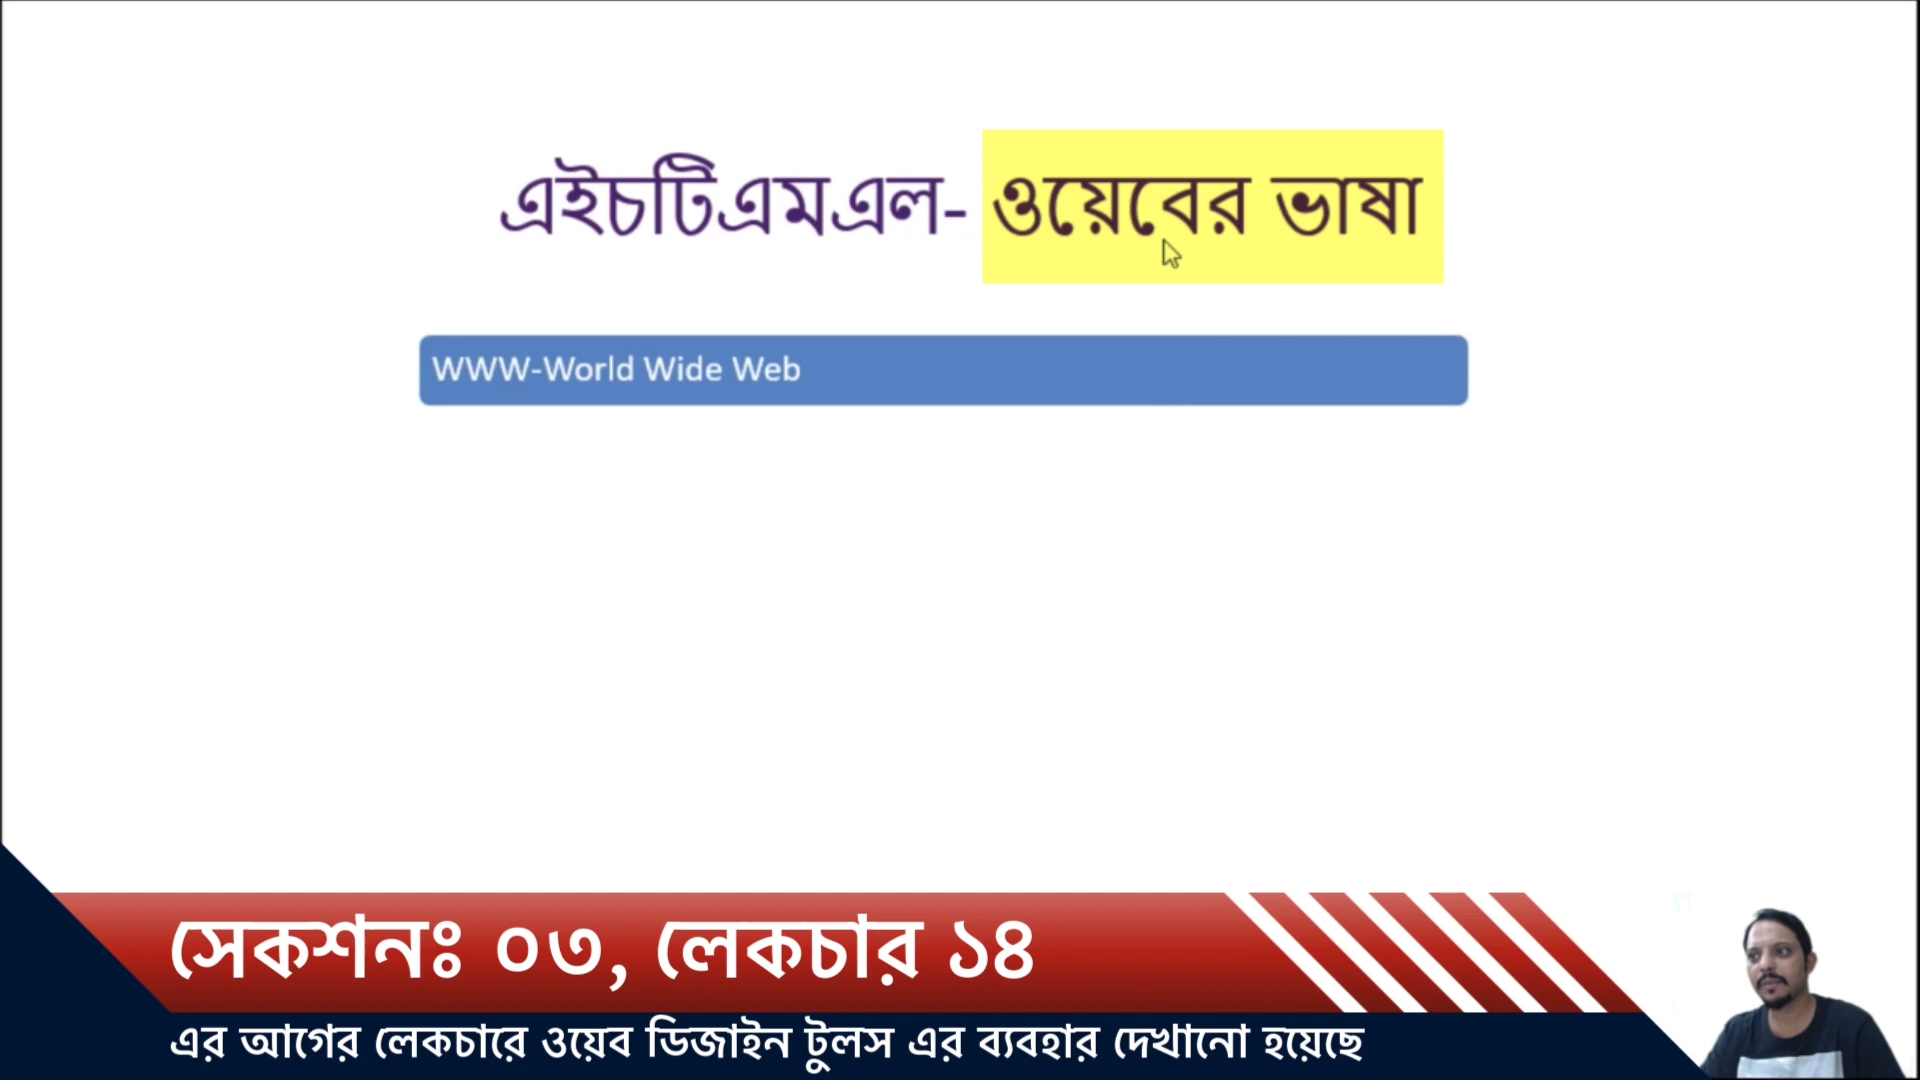 এইচটিএমএল- ওয়েবের ভাষা
WWW-World Wide Web
সেকশনঃ ০৩, লেকচার ১৪
এর আগের লেকচারে ওয়েব ডিজাইন টুলস এর ব্যবহার দেখানো হয়েছে